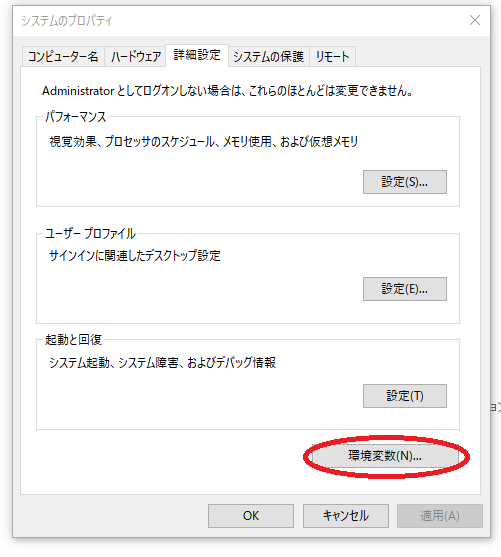 システムのプロパティ
コンピューター名 ハードウェア 詳細設定 システムの保護 リモート
Administrator としてログオンしない場合は、これらのほとんどは変更できません。
パフォーマンス
視覚効果、プロセッサのスケジュール、メモリ使用、および仮想メモリ
設定(S)...
ユーザー プロファイル
サインインに関連したデスクトップ設定
設定(E)...
起動と回復
システム起動、システム障害、およびデバッグ情報
設定(T)
環境変数(N)...
OK キャンセル 適用(A)